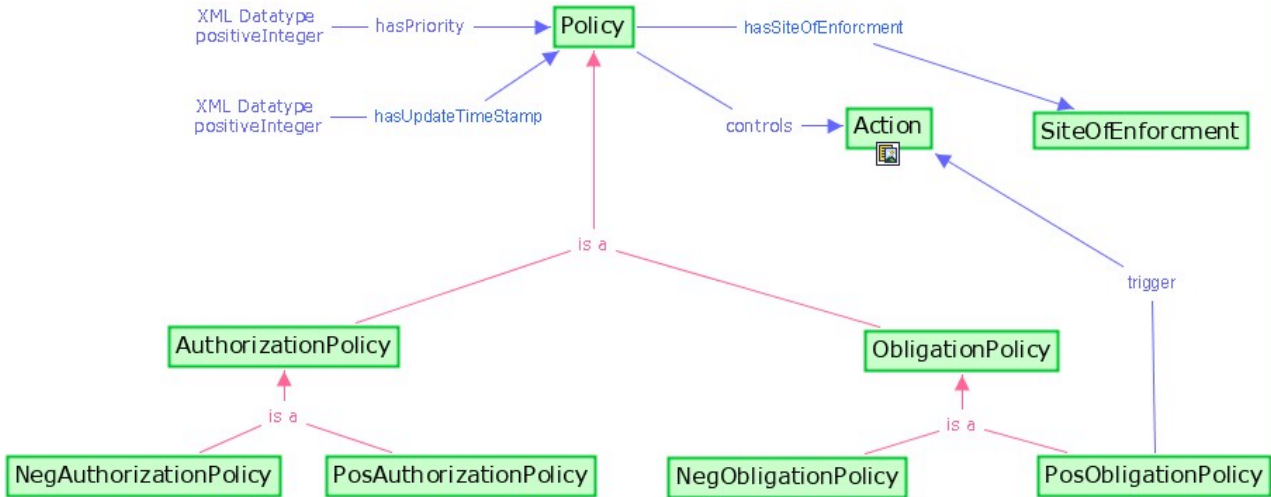 XML Datatype
positiveInteger
hasPriority
Policy
hasSiteOfEnforcment
XML Datatype
positiveInteger
hasUpdateTimeStamp
controls
Action
SiteOfEnforcment
is a
trigger
AuthorizationPolicy
ObligationPolicy
is a
is a
NegAuthorizationPolicy
PosAuthorizationPolicy
NegObligationPolicy
PosObligationPolicy